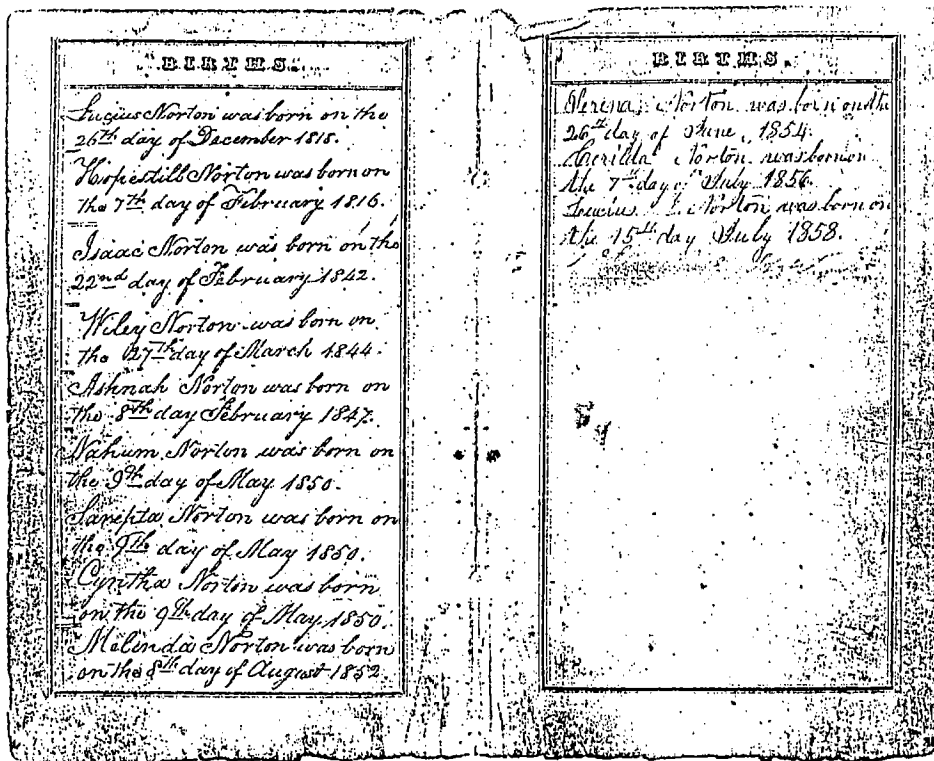 BIRTHS.
Lucius Norton was born on the
26th day of December 1818.
Hopestill Norton was born on
the 7th day of February 1816.
Isaac Norton was born on the
22nd day of February 1842.
Wiley Norton was born on
the 27th day of March 1844.
Ashnah Norton was born on
the 8th day February 1847.
Nahum Norton was born on
the 9th day of May 1850.
Sarepta Norton was born on
the 9th day of May 1850.
Cyntha Norton was born
on the 9th day of May 1850.
Melinda Norton was born
on the 8th day of August 1852
BIRTHS.
Norton was born on the
26th day of June, 1854.
Norton was born on
the 7th day of July 1856.
Lucius Norton was born on
the 15th day July 1858.